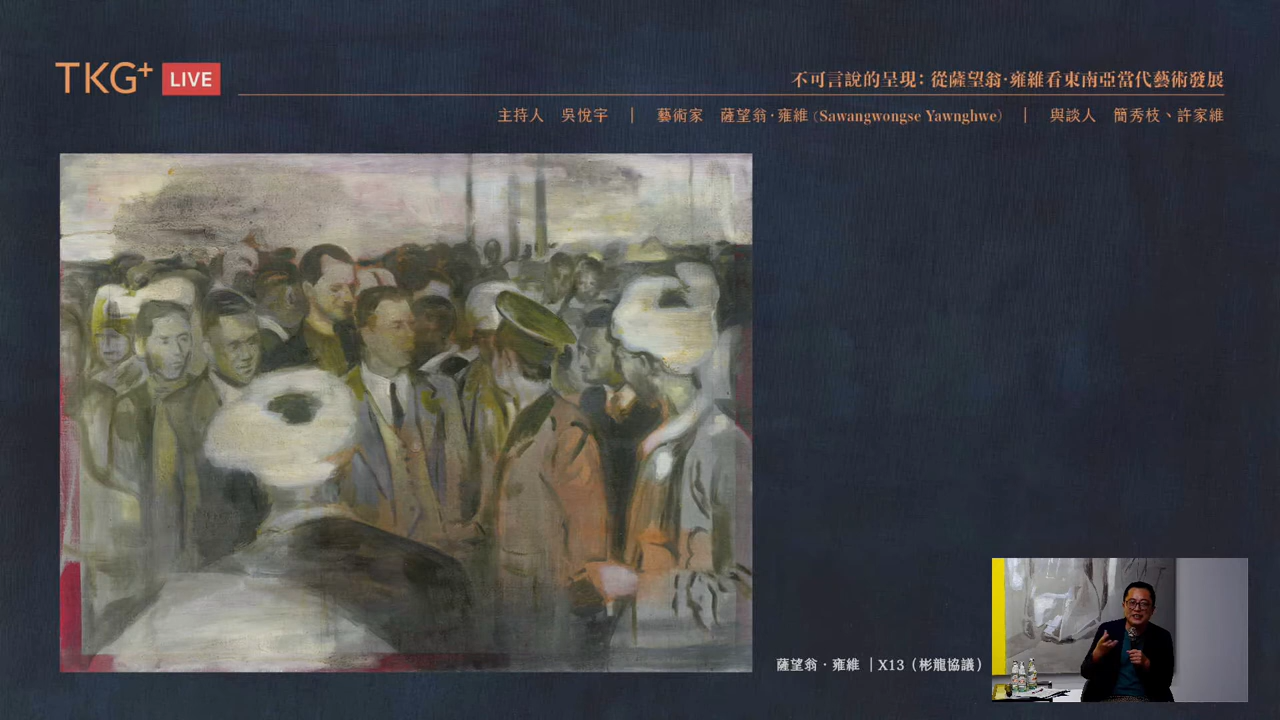 TKG+ LIVE
不可言說的呈現：從薩望翁·雍維看東南亞當代藝術發展
主持人 吳悅宇 ｜ 藝術家 薩望翁·雍維（Sawangwongse Yawnghwe） ｜ 與談人 簡秀枝、許家維
薩望翁·雍維 ｜X13（彬龍協議）